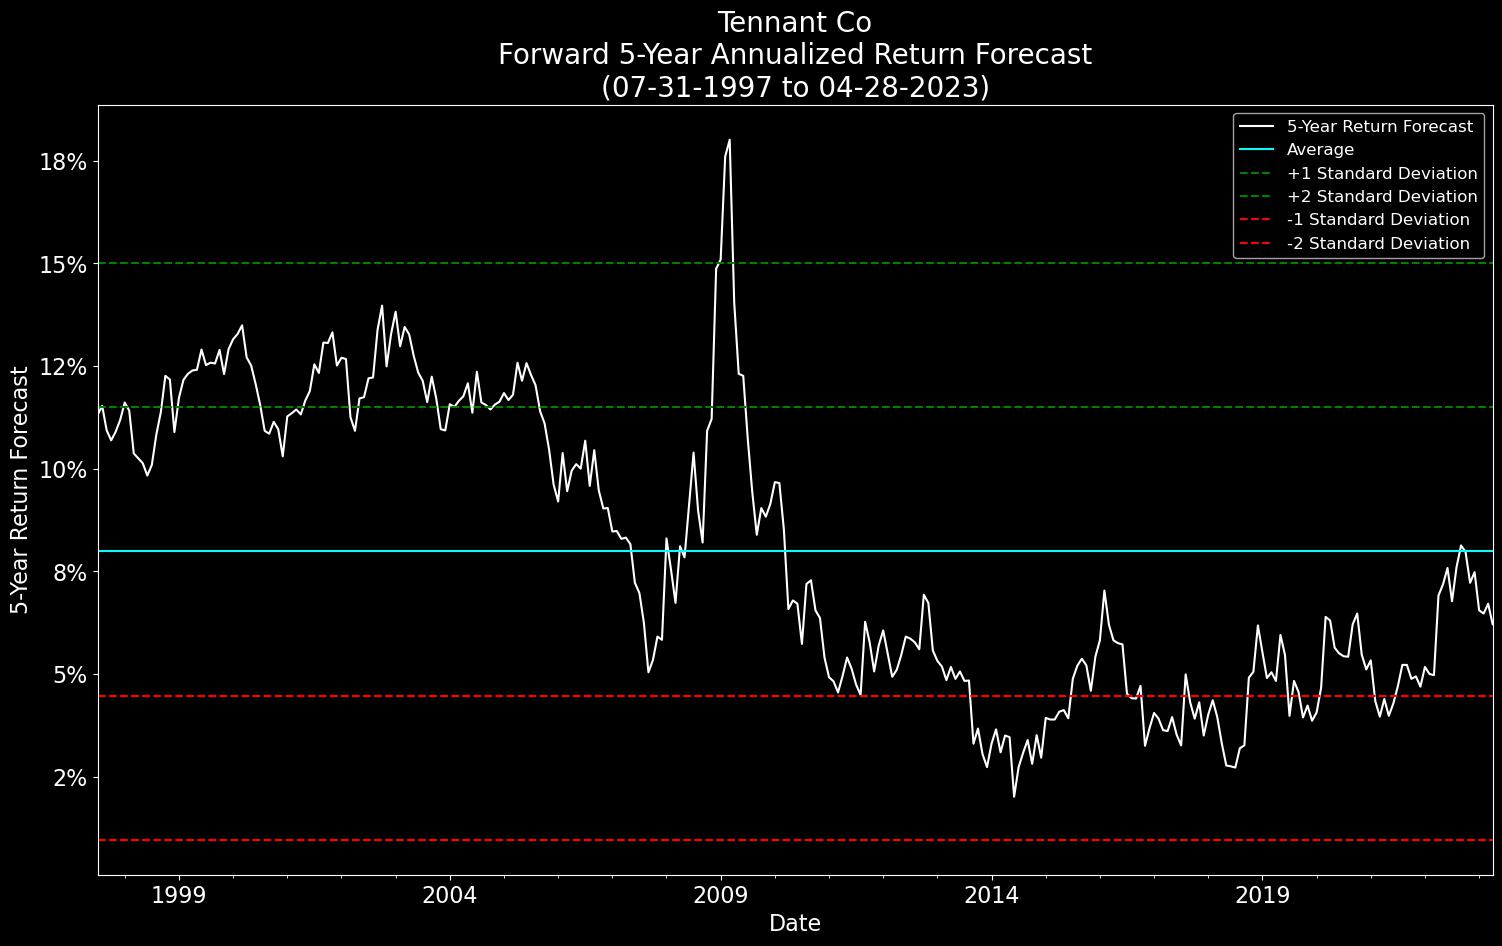 Tennant Co
Forward 5-Year Annualized Return Forecast
(07-31-1997 to 04-28-2023)
5-Year Return Forecast
Average
+1 Standard Deviation
+2 Standard Deviation
-1 Standard Deviation
-2 Standard Deviation
18%
15%
12%
10%
8%
5%
2%
5-Year Return Forecast
1999
2004
2009
2014
2019
Date